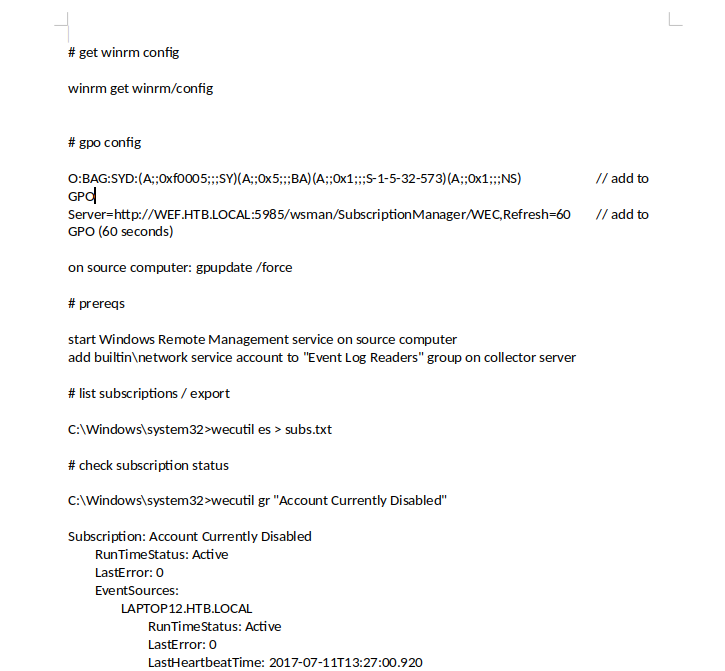 # get winrm config
winrm get winrm/config
# gpo config
O:BAG:SYD:(A;;0xf0005;;;SY)(A;;0x5;;;BA)(A;;0x1;;;S-1-5-32-573)(A;;0x1;;;NS) // add to
GPO
Server=http://WEF.HTB.LOCAL:5985/wsman/SubscriptionManager/WEC,Refresh=60 // add to
GPO (60 seconds)
on source computer: gpupdate /force
# prereqs
start Windows Remote Management service on source computer
add builtin\network service account to "Event Log Readers" group on collector server
# list subscriptions / export
C:\Windows\system32>wecutil es > subs.txt
# check subscription status
C:\Windows\system32>wecutil gr "Account Currently Disabled"
Subscription: Account Currently Disabled
RunTimeStatus: Active
LastError: 0
EventSources:
LAPTOP12.HTB.LOCAL
RunTimeStatus: Active
LastError: 0
LastHeartbeatTime: 2017-07-11T13:27:00.920